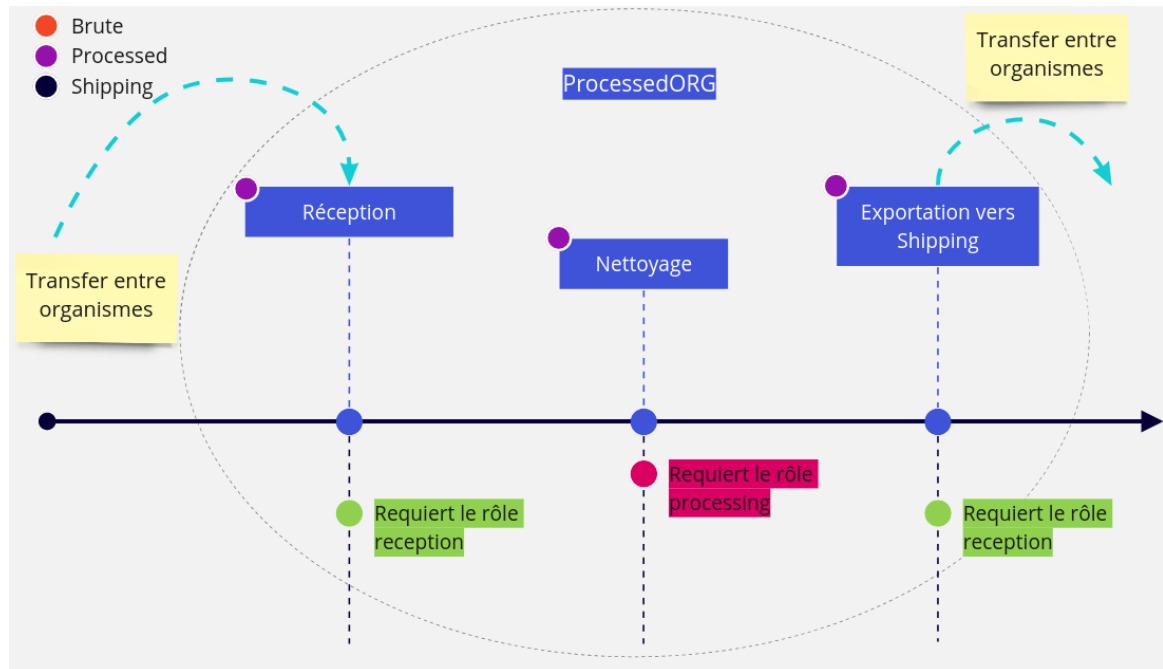 Brute
Processed
Shipping
Transfer entre
organismes
ProcessedORG
Réception
Exportation vers
Shipping
Nettoyage
Transfer entre
organismes
Requiert le rôle
processing
Requiert le rôle
reception
Requiert le rôle
reception